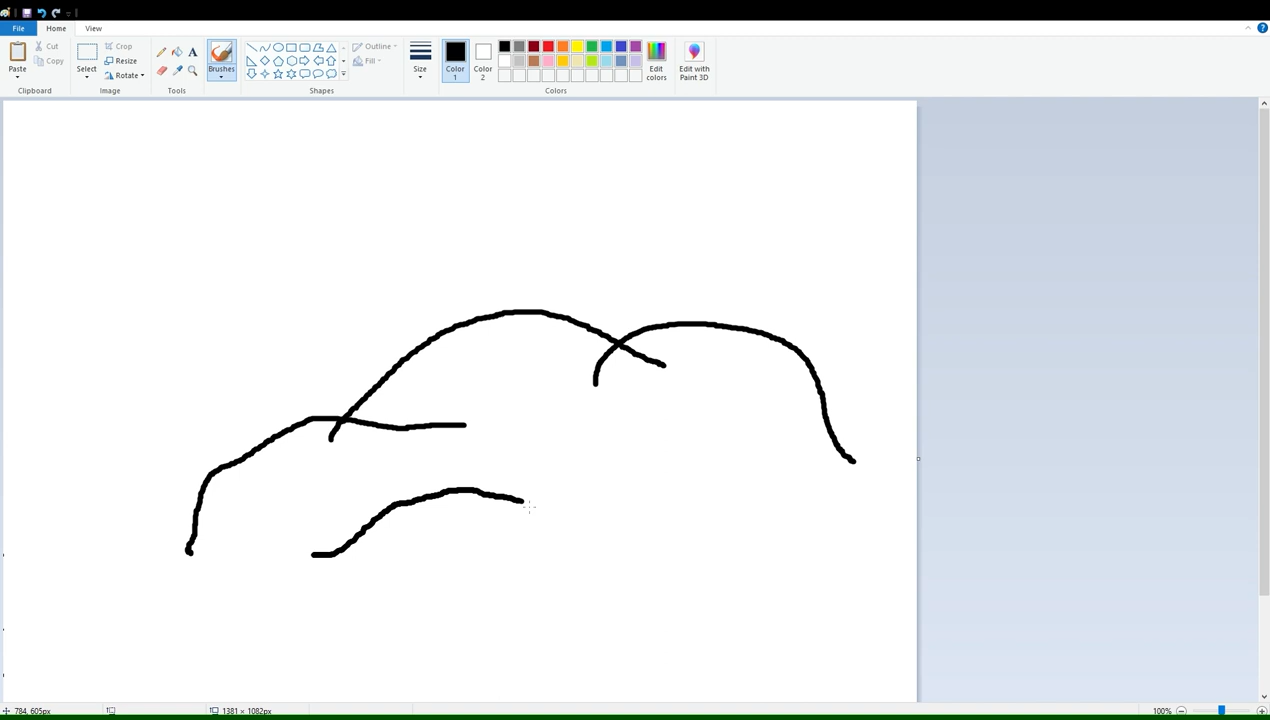 File Home View
Cut
Copy
Paste
Clipboard
Select
Crop
Resize
Rotate
Image
A
Tools
Brushes
Outline
Fill
Shapes
Size
Color 1
Color 2
Edit colors
Colors
Edit with Paint 3D
784, 605px
1381 × 1082px
100%